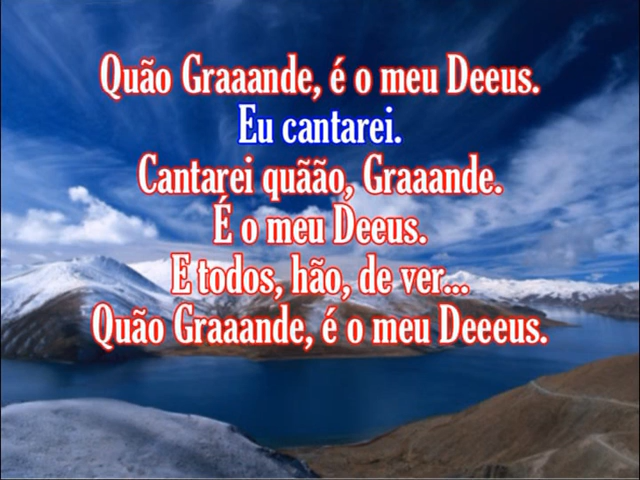 Quão Graaande, é o meu Deeus.
Eu cantarei.
Cantarei quãão, Graaande.
É o meu Deeus.
E todos, hão, de ver...
Quão Graaande, é o meu Deeeus.